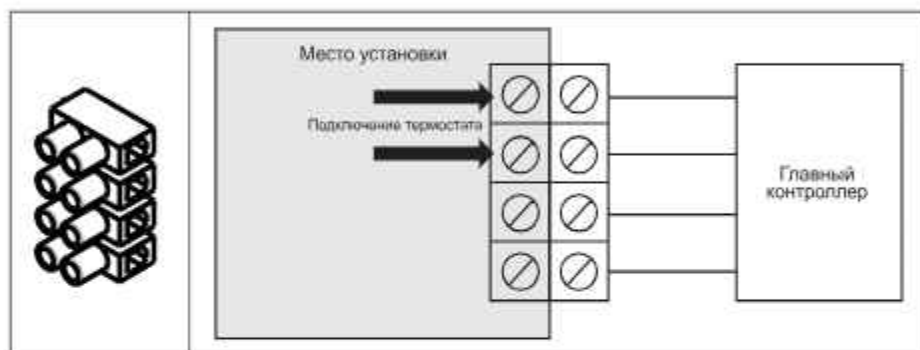 Место установки
Подключение термостата
Главный
контроллер